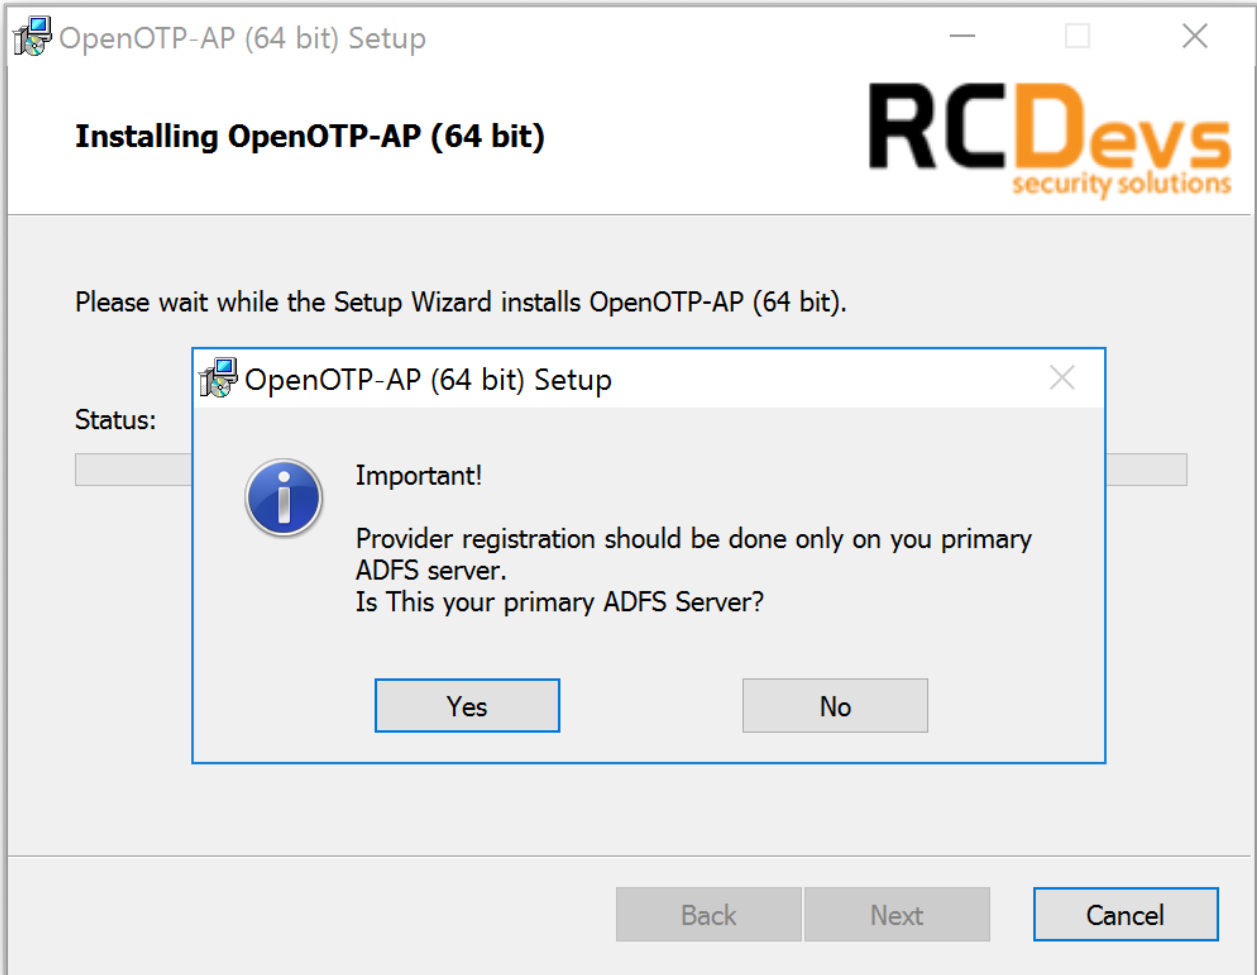 OpenOTP-AP (64 bit) Setup
Installing OpenOTP-AP (64 bit)
RCDevs
security solutions
Please wait while the Setup Wizard installs OpenOTP-AP (64 bit).
Status:
OpenOTP-AP (64 bit) Setup
Important!
Provider registration should be done only on you primary
ADFS server.
Is This your primary ADFS Server?
Yes
No
Back
Next
Cancel